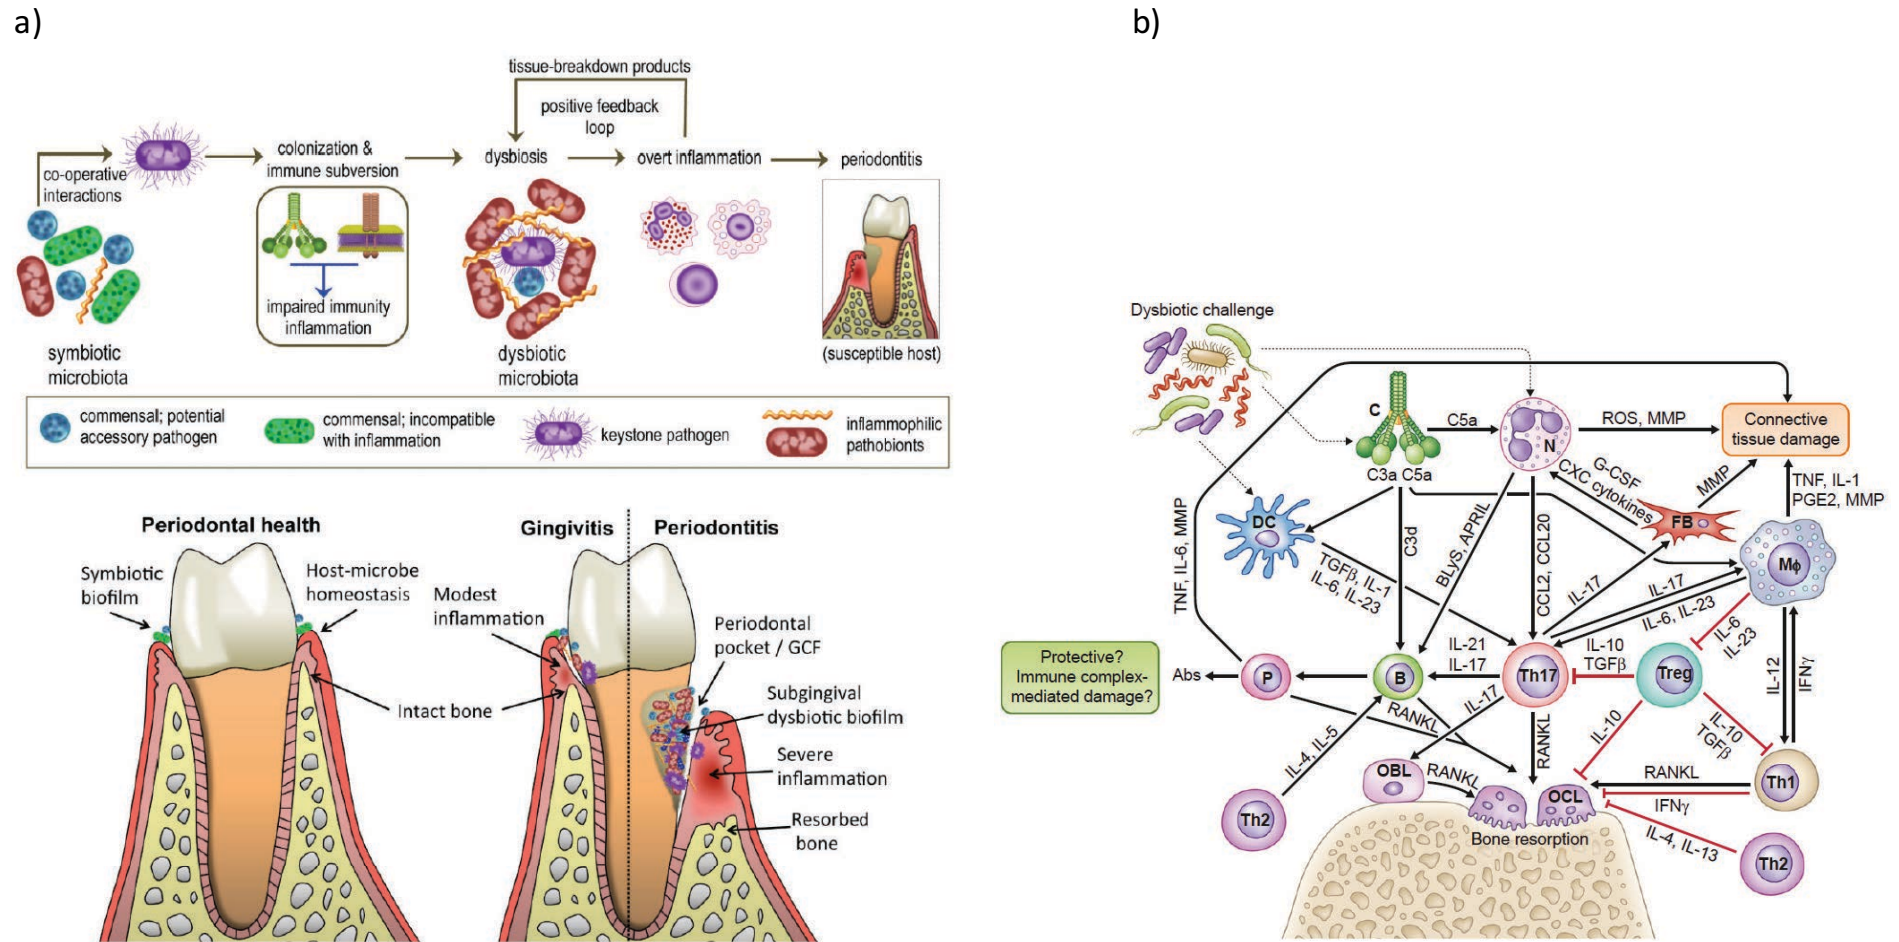 a)
tissue-breakdown products
positive feedback
loop
co-operative
interactions
colonization &
immune subversion
dysbiosis
overt inflammation
periodontitis
impaired immunity
inflammation
symbiotic
microbiota
dysbiotic
microbiota
(susceptible host)
commensal; potential
accessory pathogen
commensal; incompatible
with inflammation
keystone pathogen
inflammophilic
pathobionts
Periodontal health
Symbiotic
biofilm
Host-microbe
homeostasis
Intact bone
Gingivitis
Periodontitis
Modest
inflammation
Periodontal
pocket / GCF
Subgingival
dysbiotic biofilm
Severe
inflammation
Resorbed
bone
b)
Dysbiotic challenge
C
C5a
N
ROS, MMP
Connective
tissue damage
C3a C5a
G-CSF
CXC cytokines
MMP
TNF, IL-1
PGE2, MMP
FB
DC
TNF, IL-6, MMP
C3d
BLyS, APRIL
CCL2, CCL20
Mϕ
TGFβ, IL-1
IL-6, IL-23
IL-17
IL-17
IL-6, IL-23
IL-6
IL-23
Protective?
Immune complex-
mediated damage?
Abs
P
B
IL-21
IL-17
Th17
IL-10
TGFβ
Treg
IL-12
IFNγ
IL-17
RANKL
RANKL
IL-10
IL-10
TGFβ
IL-4, IL-5
OBL
RANKL
OCL
RANKL
IFNγ
Th1
Th2
Bone resorption
IL-4, IL-13
Th2